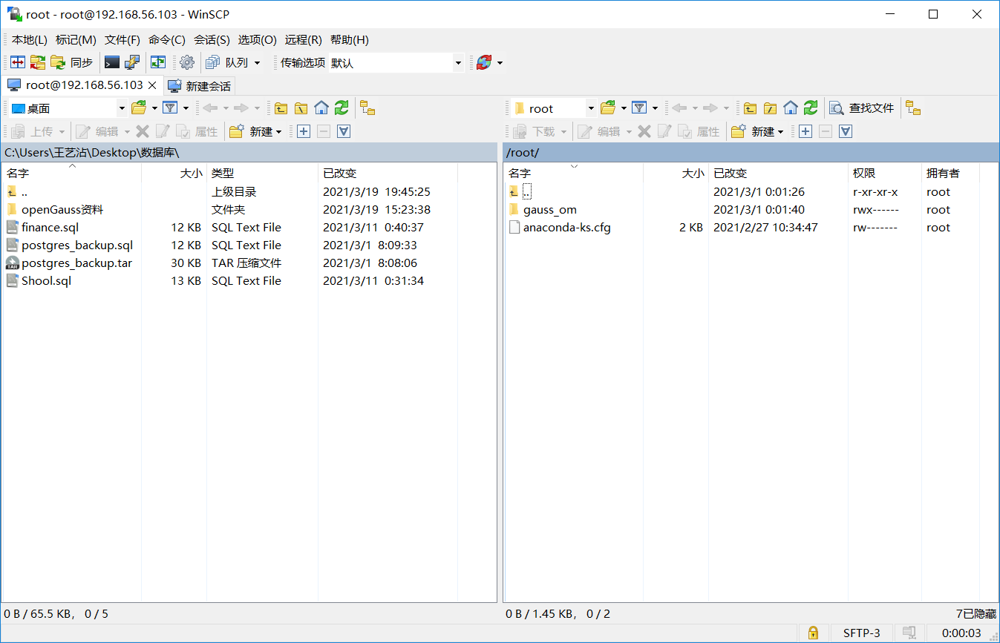 root - root@192.168.56.103 - WinSCP
本地(L) 标记(M) 文件(F) 命令(C) 会话(S) 选项(O) 远程(R) 帮助(H)
同步 队列 传输选项 默认
root@192.168.56.103 新建会话
桌面 root 查找文件
上传 编辑 属性 新建 下载 编辑 属性 新建
C:\Users\王艺沾\Desktop\数据库\ /root/
名字 大小 类型 已改变 名字 大小 已改变 权限 拥有者
.. 上级目录 2021/3/19 19:45:25 .. 2021/3/1 0:01:26 r-xr-xr-x root
openGauss资料 文件夹 2021/3/19 15:23:38 gauss_om 2021/3/1 0:01:40 rwx------ root
finance.sql 12 KB SQL Text File 2021/3/11 0:40:37 anaconda-ks.cfg 2 KB 2021/2/27 10:34:47 rw------- root
postgres_backup.sql 12 KB SQL Text File 2021/3/1 8:09:33
postgres_backup.tar 30 KB TAR 压缩文件 2021/3/1 8:08:06
Shool.sql 13 KB SQL Text File 2021/3/11 0:31:34
0 B / 65.5 KB, 0 / 5 0 B / 1.45 KB, 0 / 2 7已隐藏
SFTP-3 0:00:03